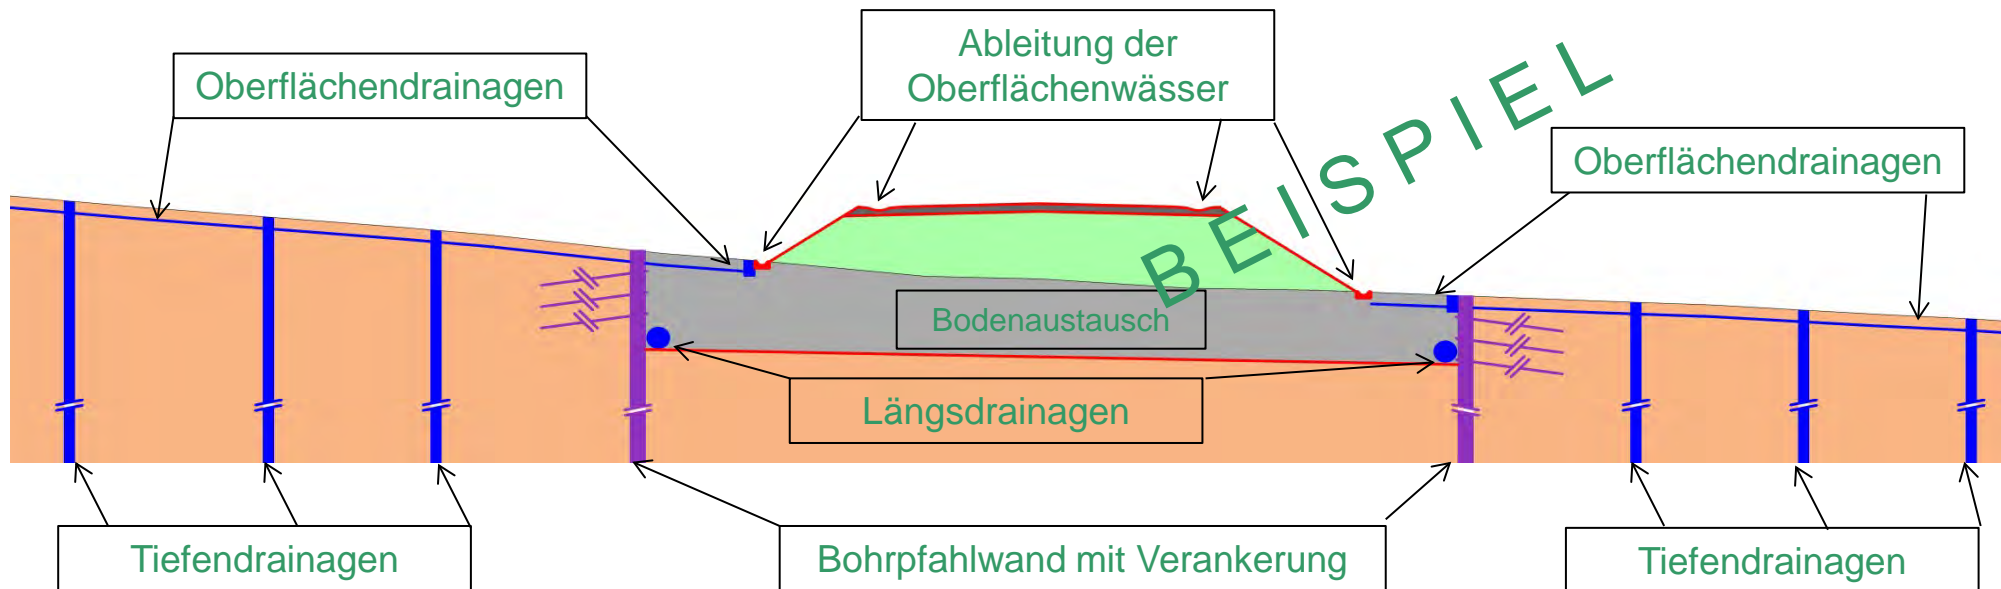 Ableitung der
Oberflächenwässer
Oberflächendrainagen
BEISPIEL
Oberflächendrainagen
Bodenaustausch
Längsdrainagen
Tiefendrainagen
Bohrpfahlwand mit Verankerung
Tiefendrainagen